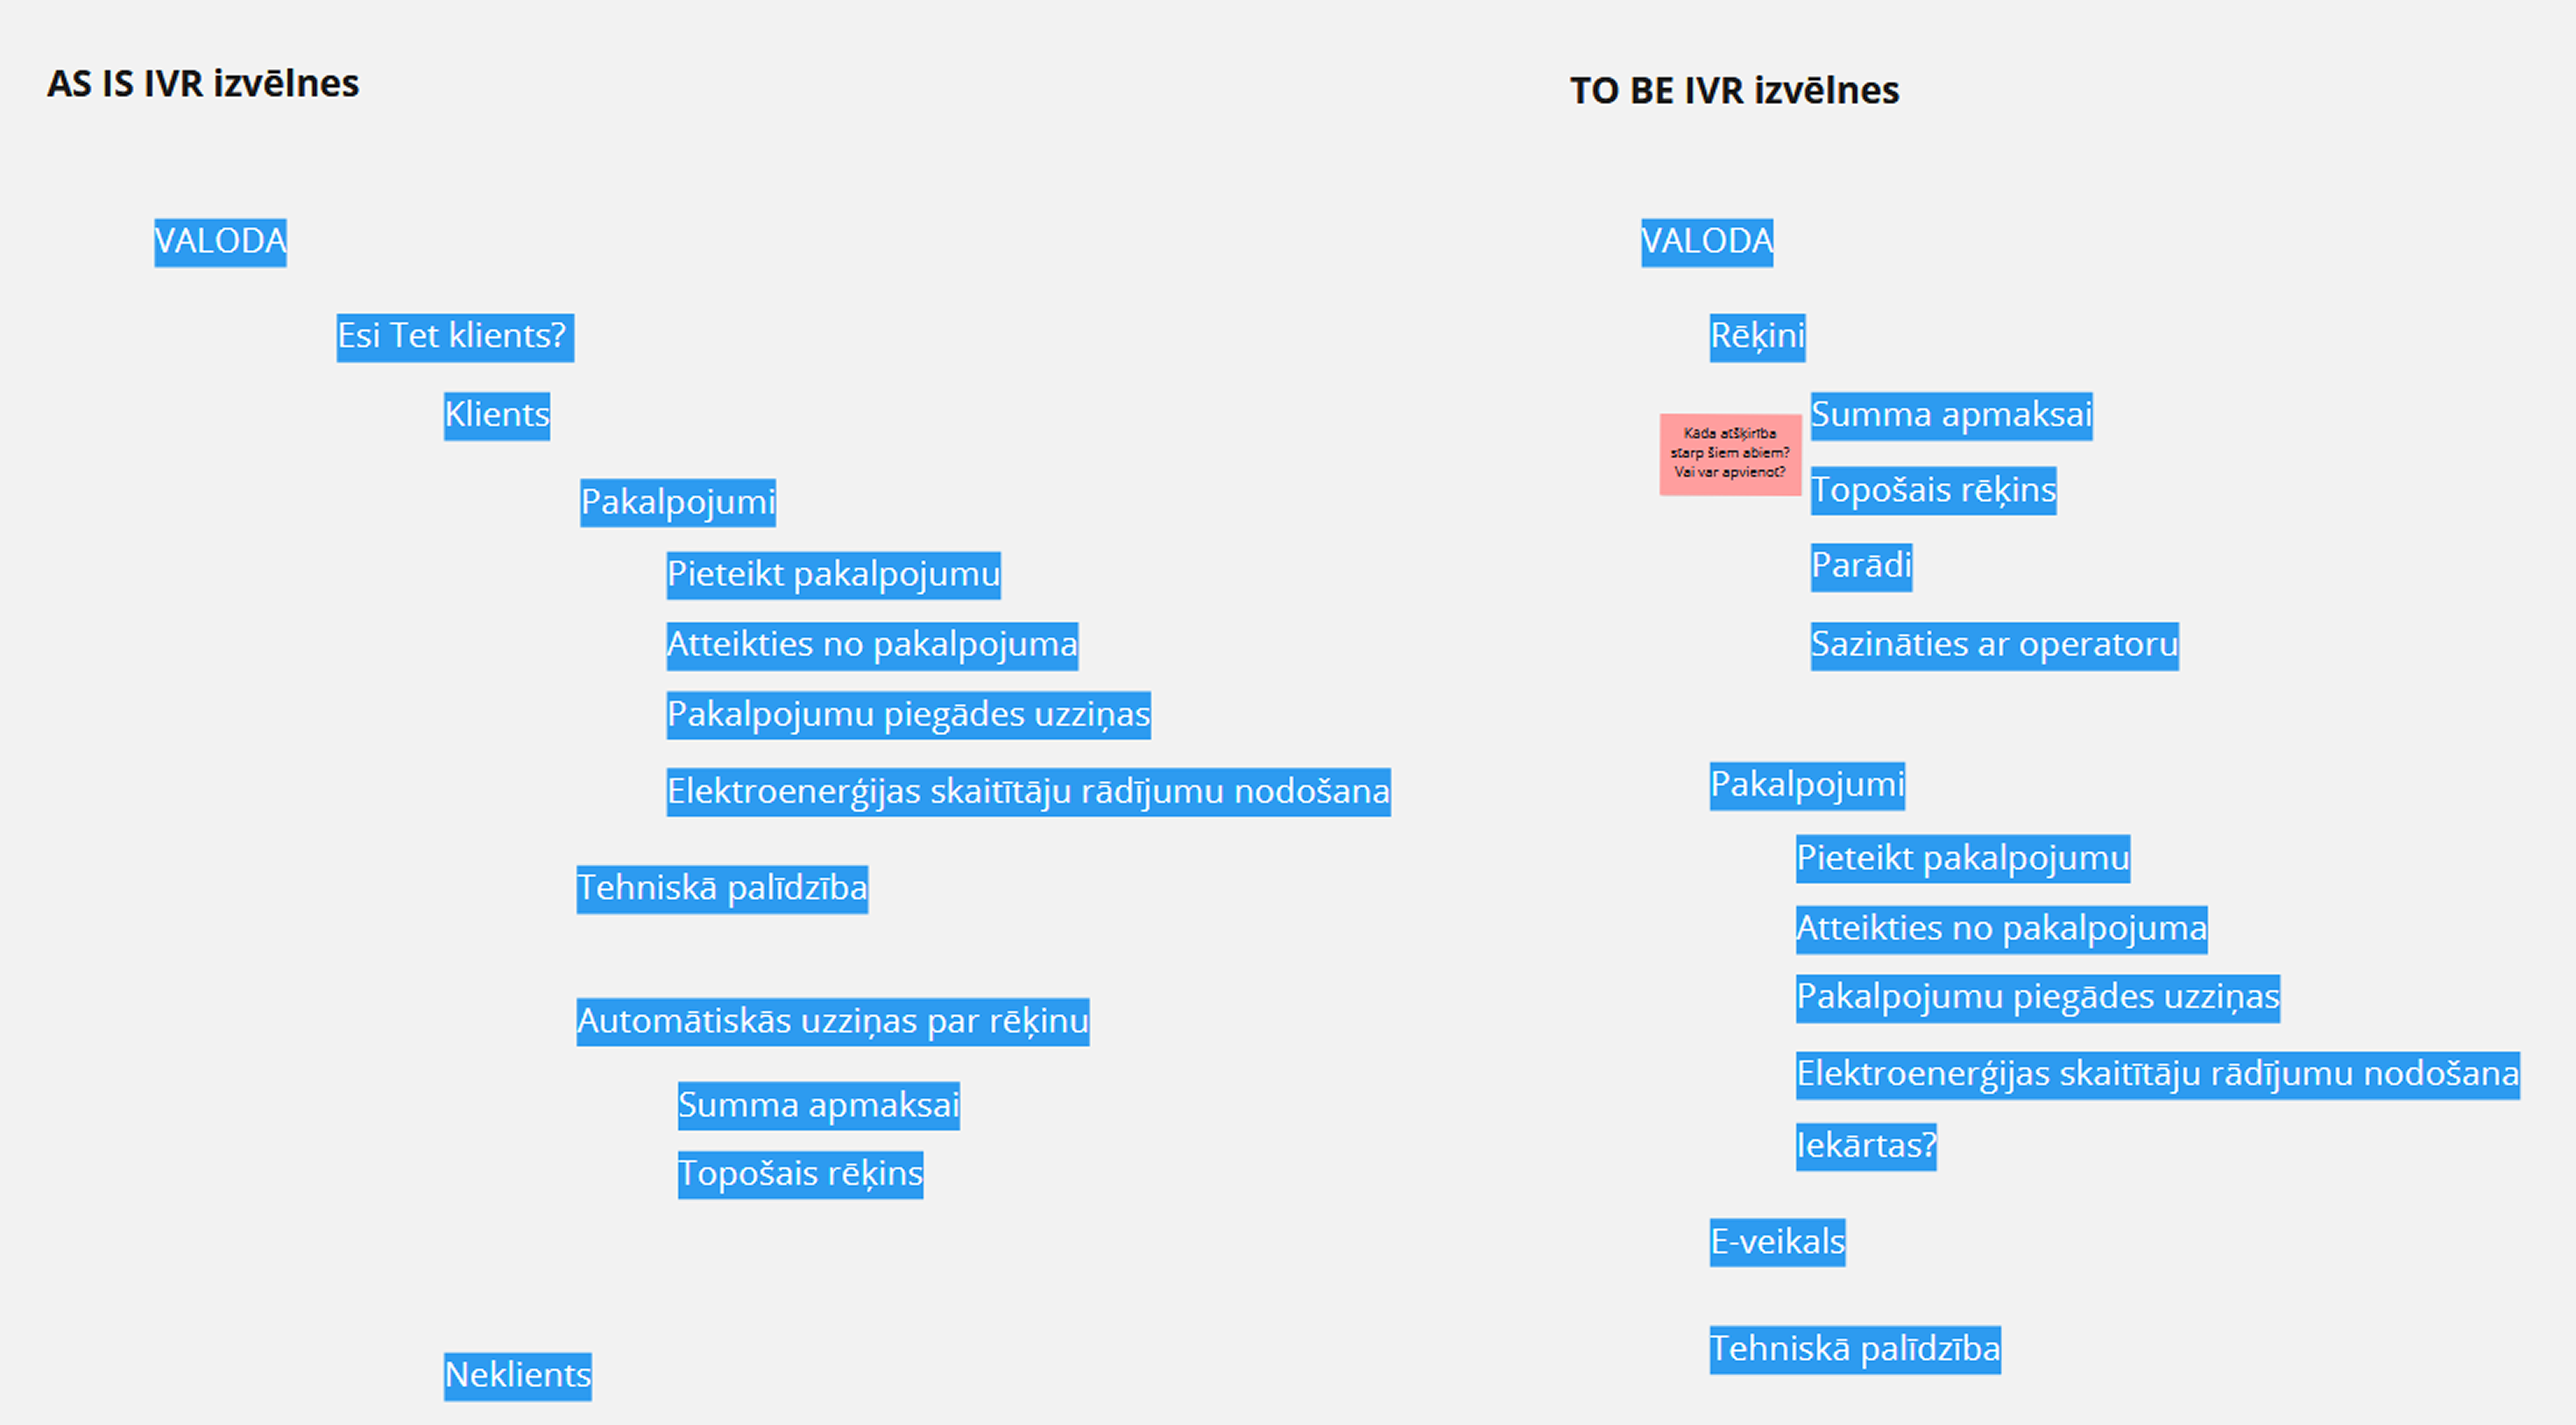 AS IS IVR izvēlnes
VALODA
Esi Tet klients?
Klients
Pakalpojumi
Pieteikt pakalpojumu
Atteikties no pakalpojuma
Pakalpojumu piegādes uzziņas
Elektroenerģijas skaitītāju rādījumu nodošana
Tehniskā palīdzība
Automātiskās uzziņas par rēķinu
Summa apmaksai
Topošais rēķins
Neklients
TO BE IVR izvēlnes
VALODA
Rēķini
Kāda atšķirība
starp šiem abiem?
Vai var apvienot?
Summa apmaksai
Topošais rēķins
Parādi
Sazināties ar operatoru
Pakalpojumi
Pieteikt pakalpojumu
Atteikties no pakalpojuma
Pakalpojumu piegādes uzziņas
Elektroenerģijas skaitītāju rādījumu nodošana
Iekārtas?
E-veikals
Tehniskā palīdzība